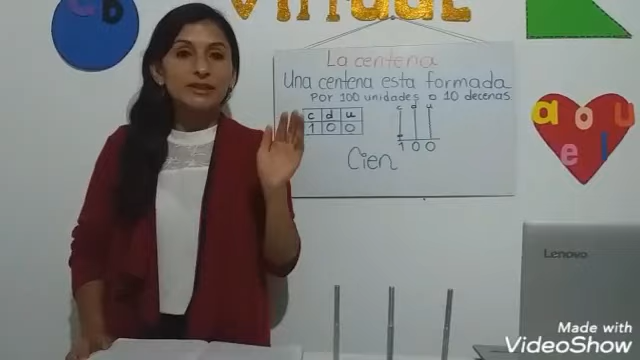 VIRTUAL
C b
La centena
Una centena esta formada
Por 100 unidades o 10 decenas
c d u
1 0 0
c d u
1 0 0
Cien
a o u
e i
Lenovo
Made with
VideoShow